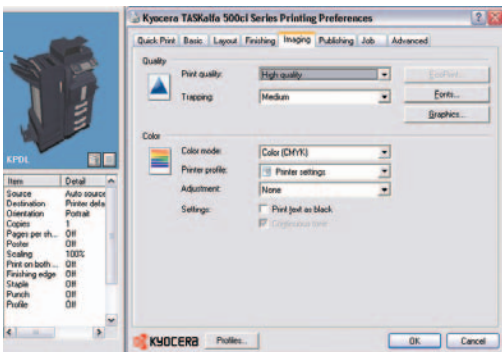 Kyocera TASKalfa 500ci Series Printing Preferences
Quick Print Basic Layout Finishing Imaging Publishing Job Advanced
Quality
Print quality: High quality EcoPrint...
Trapping: Medium Fonts...
Graphics...
Color
Color mode: Color (CMYK)
Printer profile: Printer settings
Adjustment: None
Settings: Print text as black
Continuous tone
KPDL
Item Detail
Source Auto source
Destination Printer defa
Orientation Portrait
Copies 1
Pages per sh... Off
Poster Off
Scaling 100%
Print on both ... Off
Finishing edge Off
Staple Off
Punch Off
Profile Off
KYOCERA Profiles... OK Cancel